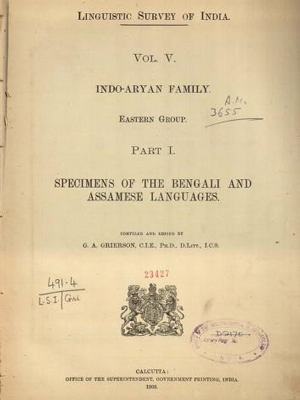 LINGUISTIC SURVEY OF INDIA.
VOL. V.
INDO-ARYAN FAMILY.
EASTERN GROUP.
A.M.
3655
PART I.
SPECIMENS OF THE BENGALI AND
ASSAMESE LANGUAGES.
COMPILED AND EDITED BY
G. A. GRIERSON, C.I.E., PH.D., D.LITT., I.C.S.
23427
491.4
L.S.I
CALCUTTA:
OFFICE OF THE SUPERINTENDENT, GOVERNMENT PRINTING, INDIA.
1903.